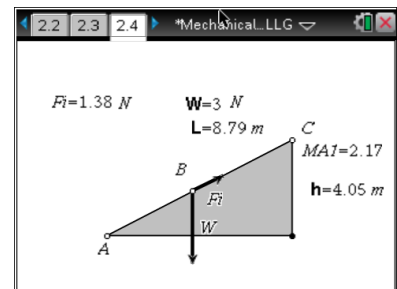 2.2 2.3 2.4 *Mechanical...LLG
Fi=1.38 N W=3 N
L=8.79 m
C
MA1=2.17
B
Fi
h=4.05 m
W
A